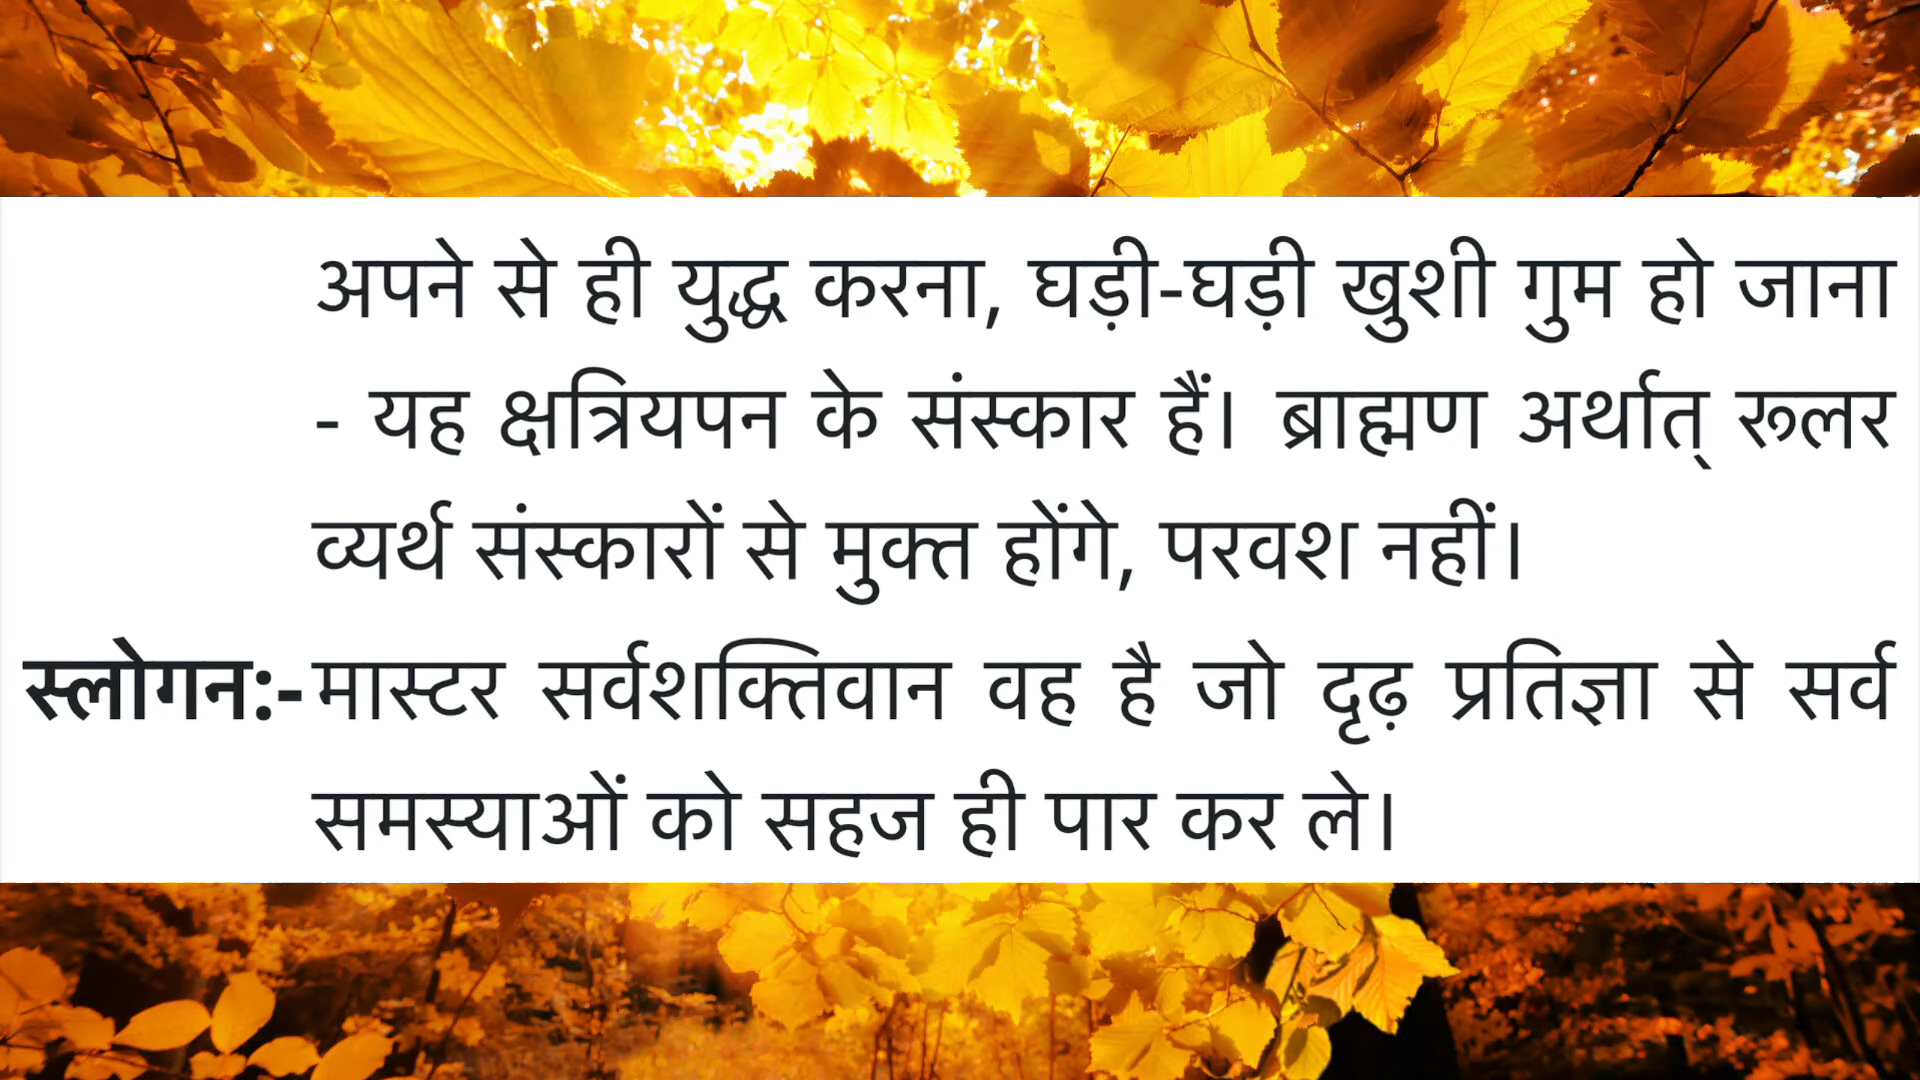 अपने से ही युद्ध करना, घड़ी-घड़ी खुशी गुम हो जाना
- यह क्षत्रियपन के संस्कार हैं। ब्राह्मण अर्थात् रूलर
व्यर्थ संस्कारों से मुक्त होंगे, परवश नहीं।
स्लोगन:- मास्टर सर्वशक्तिवान वह है जो दृढ़ प्रतिज्ञा से सर्व
समस्याओं को सहज ही पार कर ले।